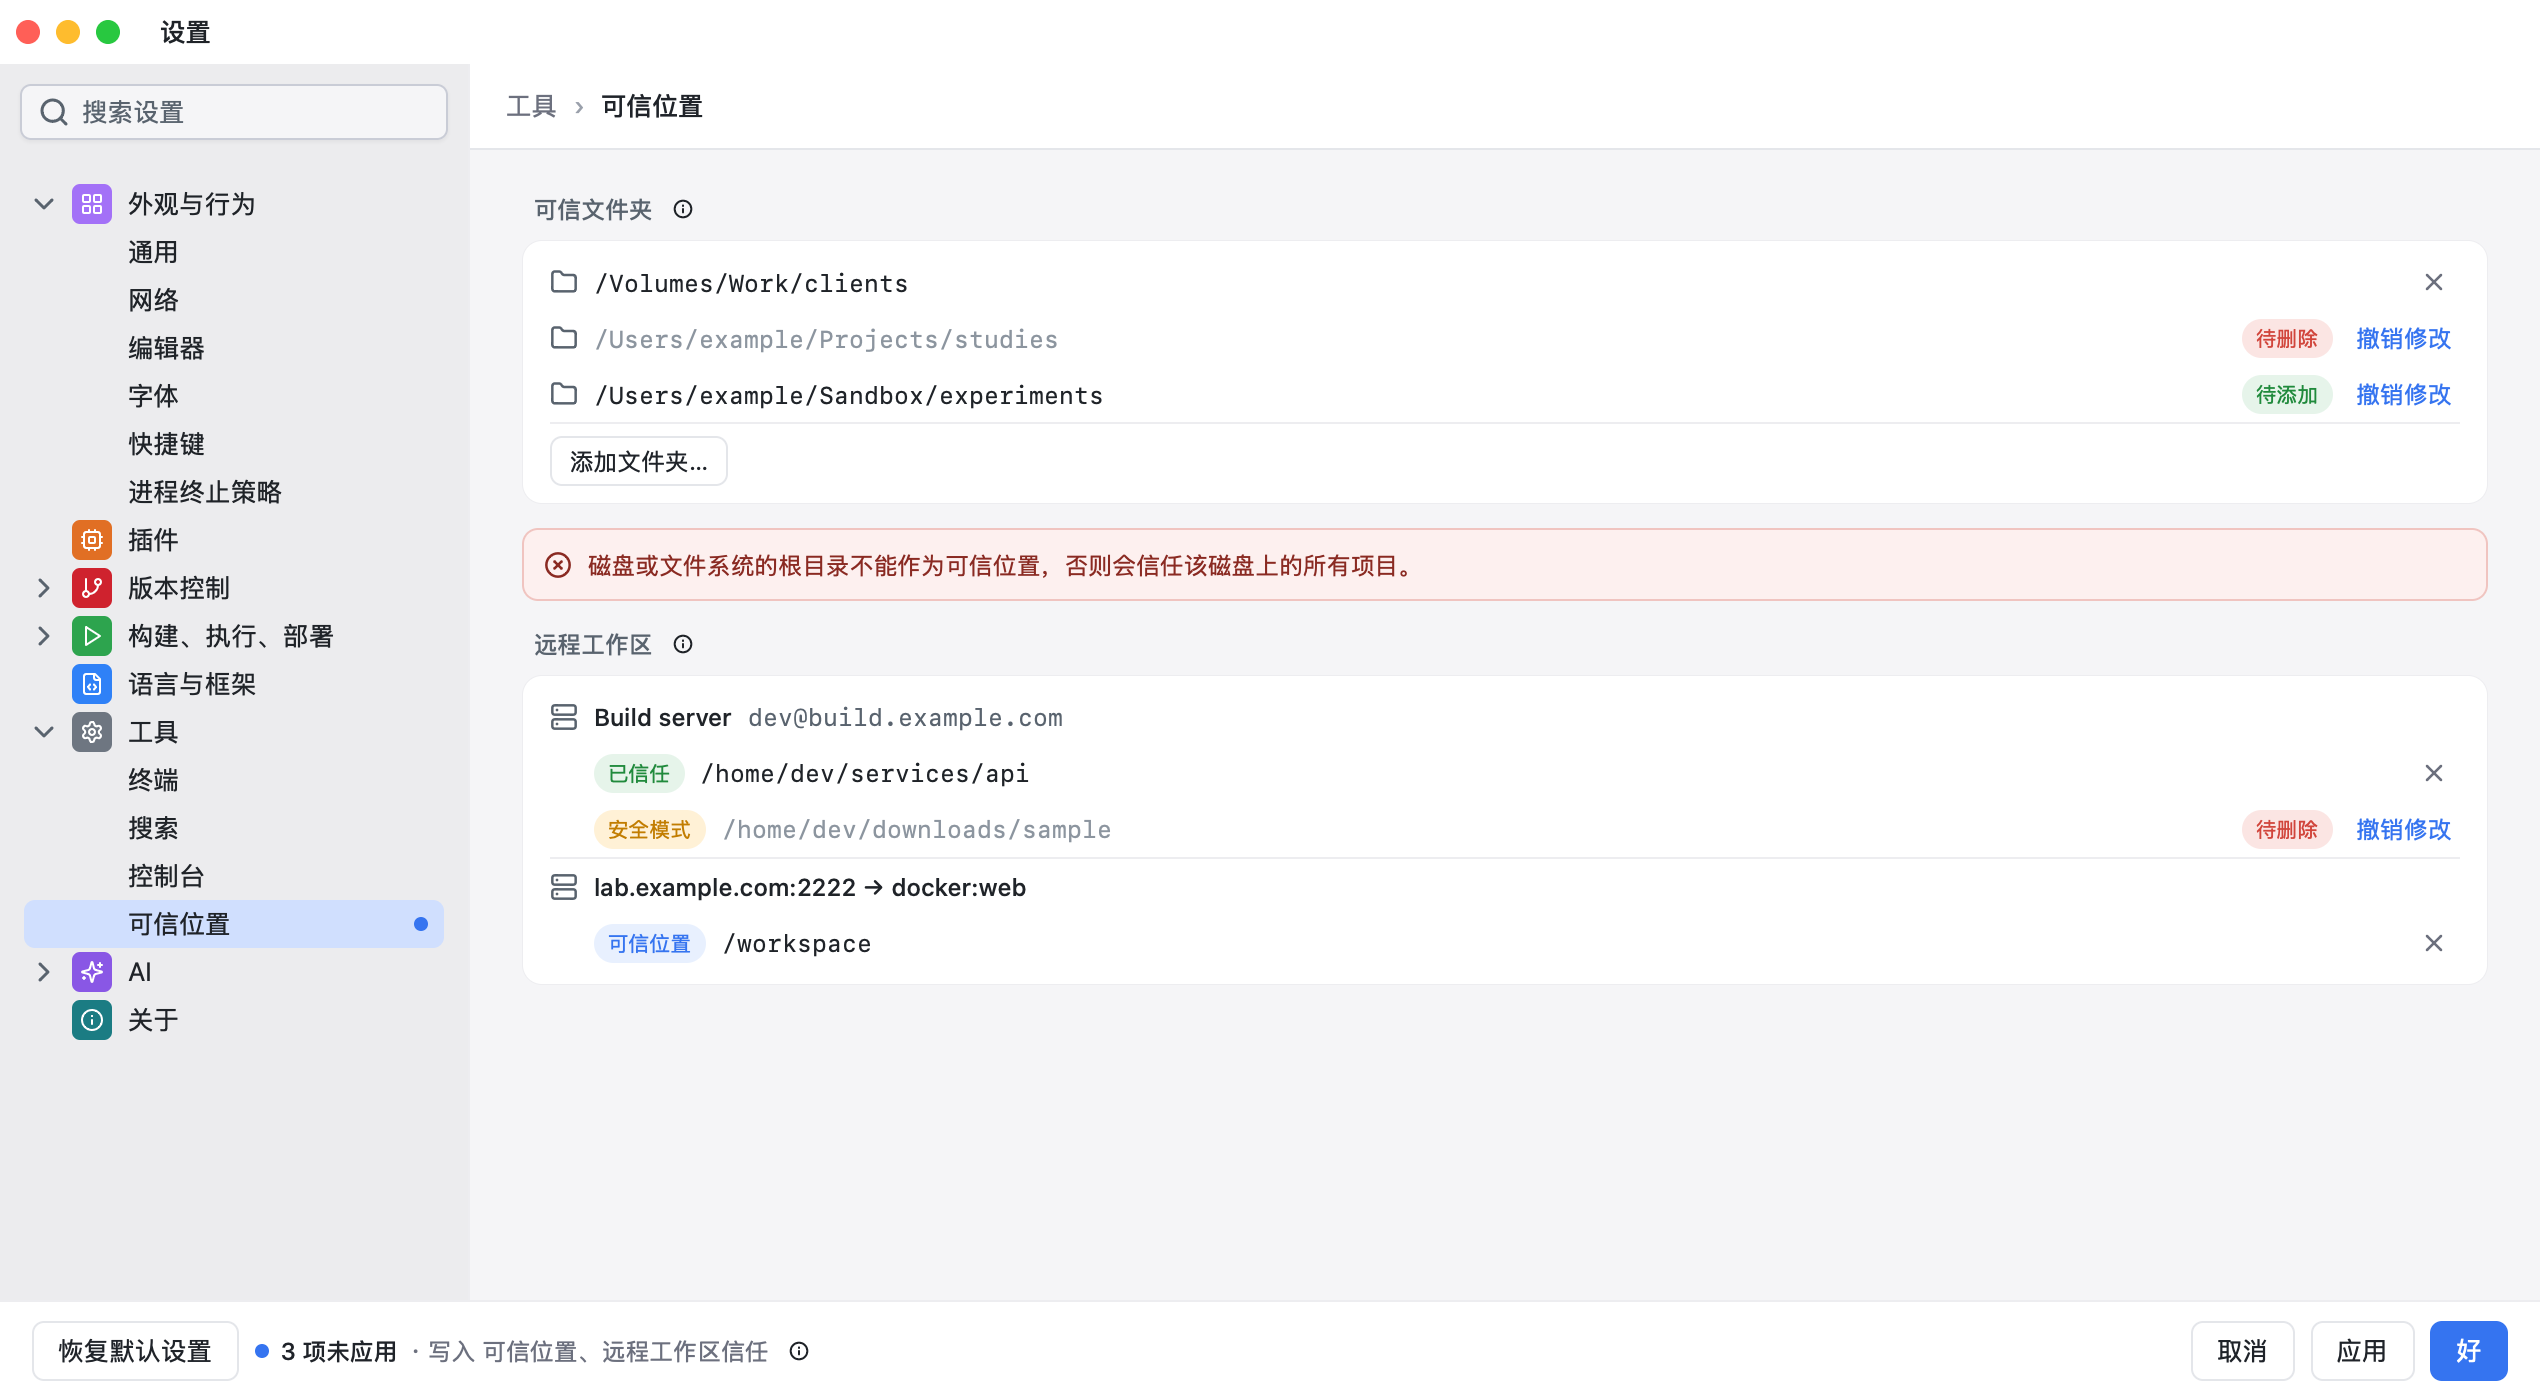 设置
搜索设置
外观与行为
通用
网络
编辑器
字体
快捷键
进程终止策略
插件
版本控制
构建、执行、部署
语言与框架
工具
终端
搜索
控制台
可信位置
AI
关于
工具 › 可信位置
可信文件夹
/Volumes/Work/clients
/Users/example/Projects/studies 待删除 撤销修改
/Users/example/Sandbox/experiments 待添加 撤销修改
添加文件夹...
磁盘或文件系统的根目录不能作为可信位置，否则会信任该磁盘上的所有项目。
远程工作区
Build server dev@build.example.com
已信任 /home/dev/services/api
安全模式 /home/dev/downloads/sample 待删除 撤销修改
lab.example.com:2222 → docker:web
可信位置 /workspace
恢复默认设置 3 项未应用 · 写入 可信位置、远程工作区信任 取消 应用 好